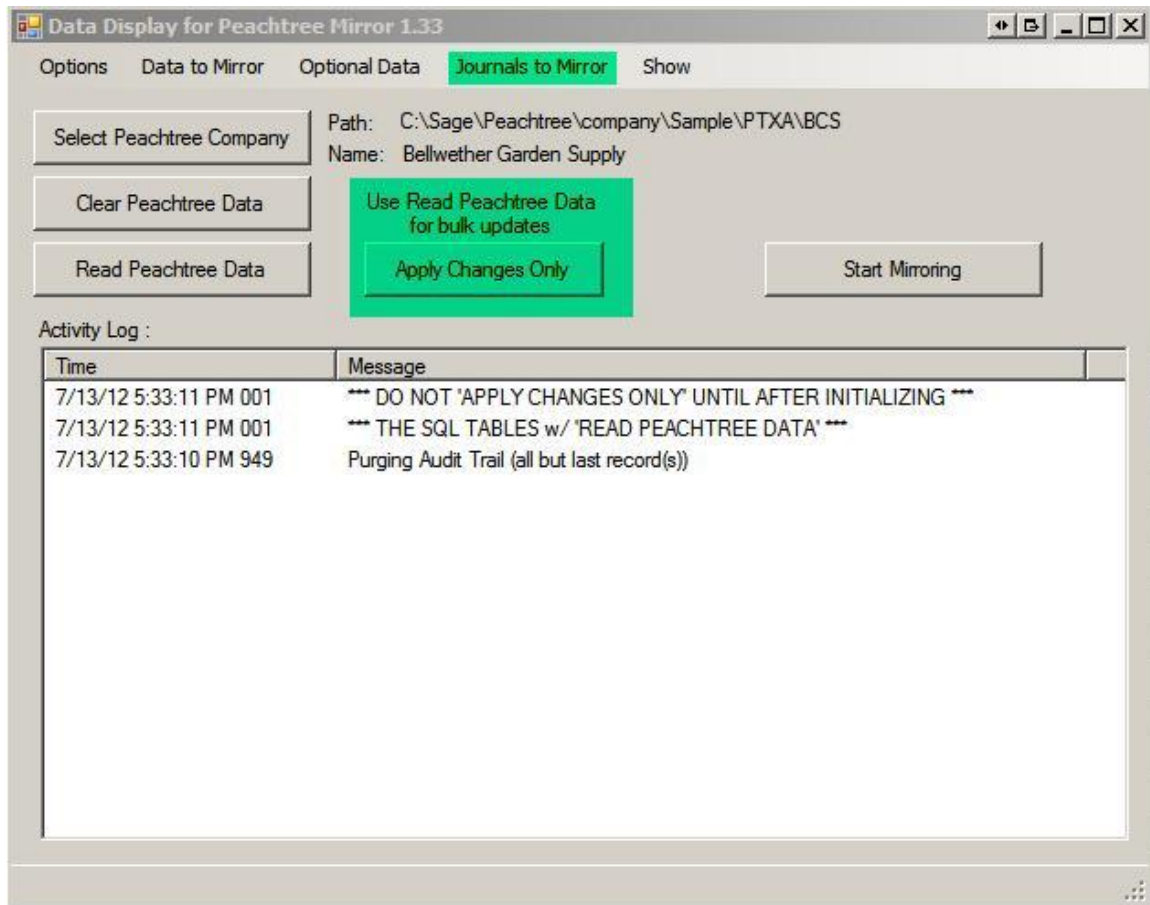 Data Display for Peachtree Mirror 1.33
Options Data to Mirror Optional Data Journals to Mirror Show
Select Peachtree Company
Path: C:\Sage\Peachtree\company\Sample\PTXA\BCS
Name: Bellwether Garden Supply
Clear Peachtree Data
Use Read Peachtree Data
for bulk updates
Read Peachtree Data
Apply Changes Only
Start Mirroring
Activity Log :
Time Message
7/13/12 5:33:11 PM 001 *** DO NOT 'APPLY CHANGES ONLY' UNTIL AFTER INITIALIZING ***
7/13/12 5:33:11 PM 001 *** THE SQL TABLES w/ 'READ PEACHTREE DATA' ***
7/13/12 5:33:10 PM 949 Purging Audit Trail (all but last record(s))